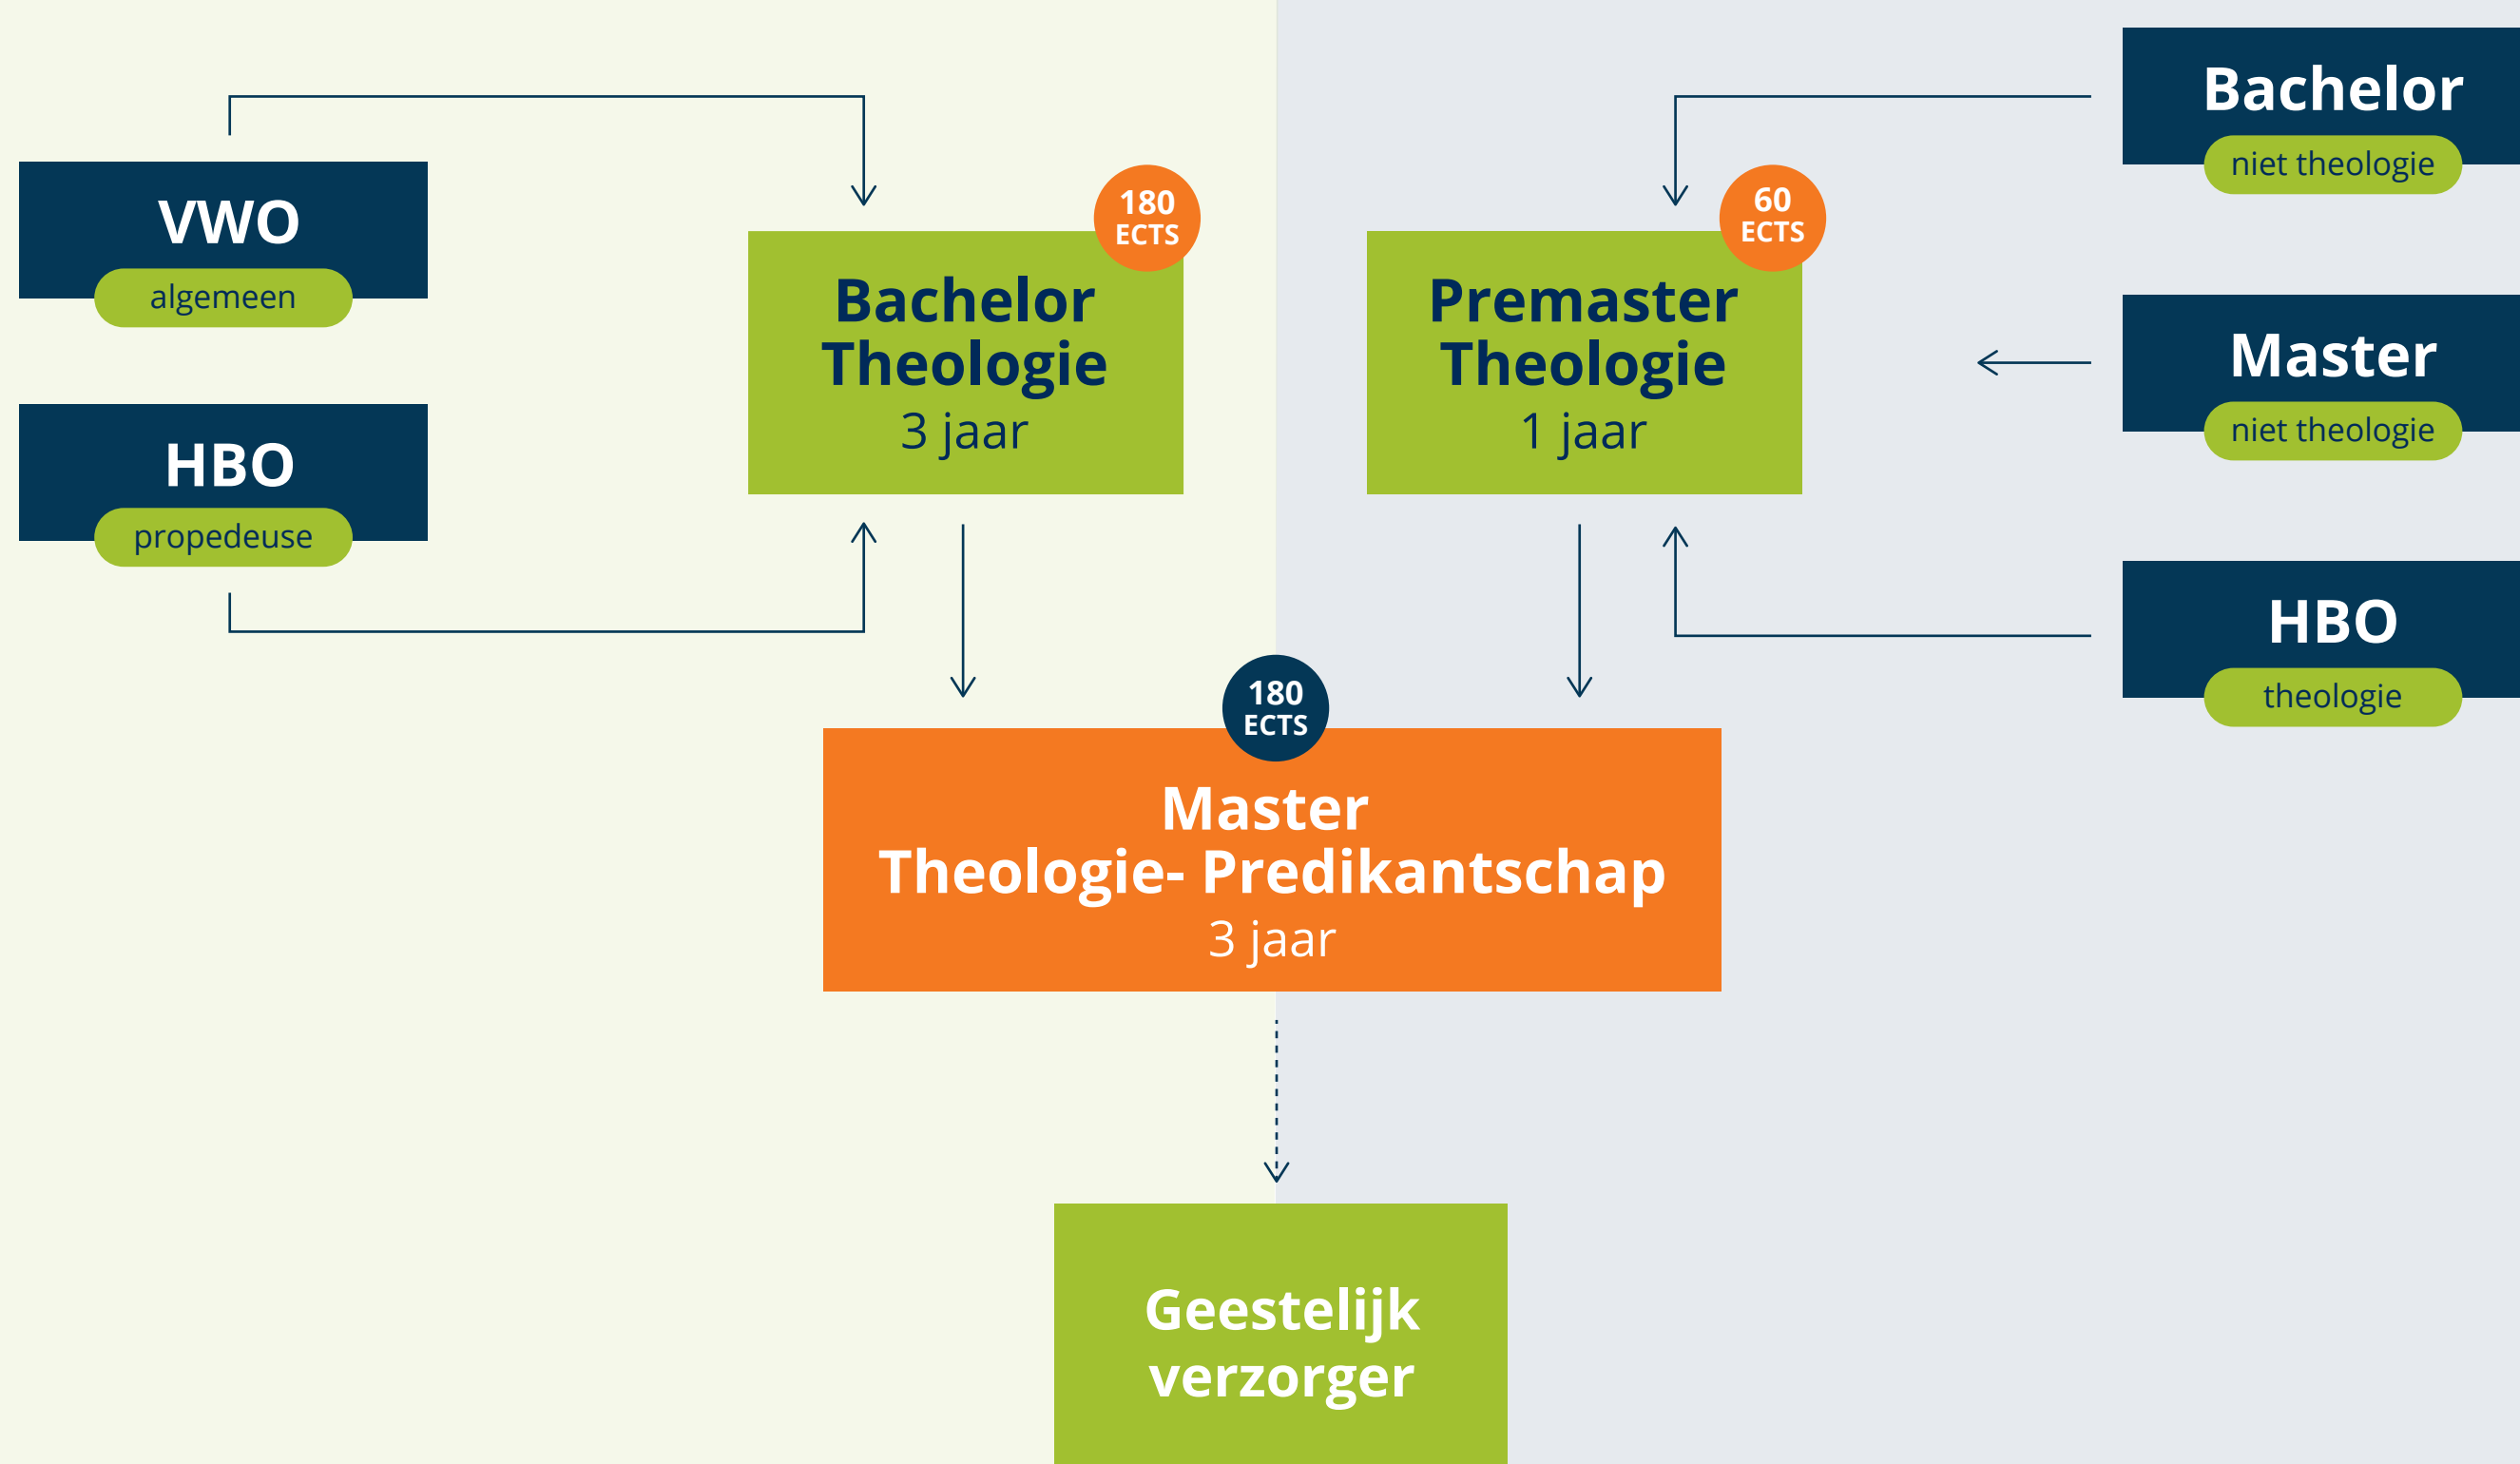 VWO
algemeen
HBO
propedeuse
180
ECTS
Bachelor
Theologie
3 jaar
60
ECTS
Premaster
Theologie
1 jaar
Bachelor
niet theologie
Master
niet theologie
HBO
theologie
180
ECTS
Master
Theologie- Predikantschap
3 jaar
Geestelijk
verzorger